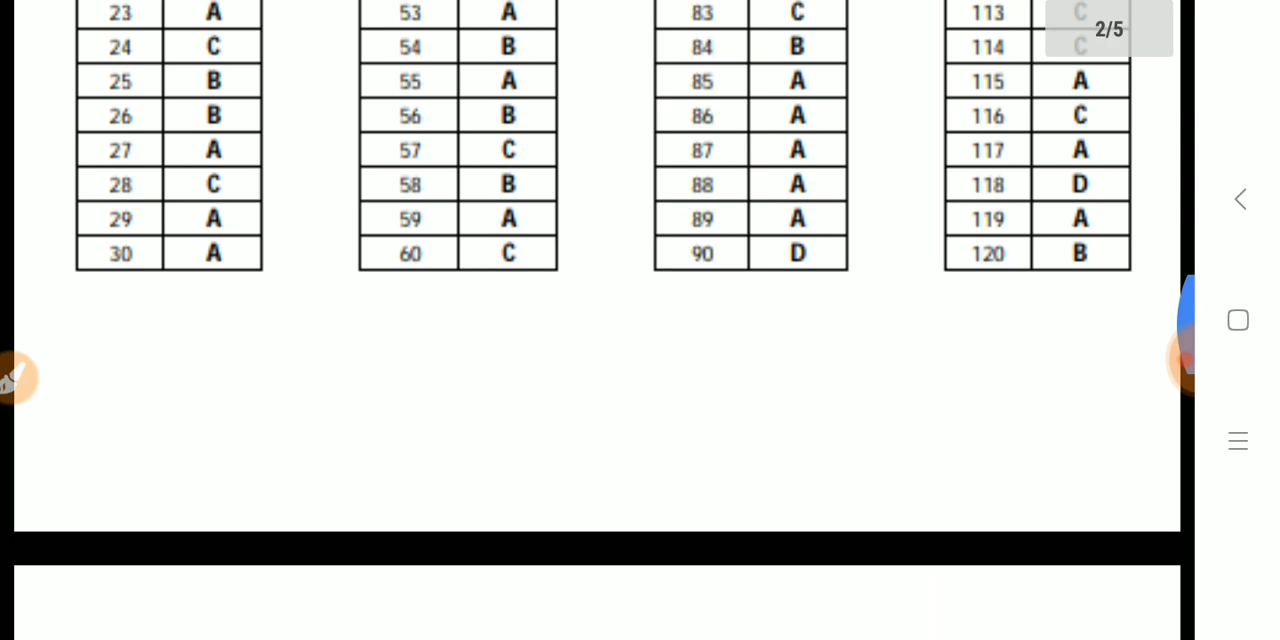 23 A 53 A 83 C 113 C
2/5
24 C 54 B 84 B 114 C
25 B 55 A 85 A 115 A
26 B 56 B 86 A 116 C
27 A 57 C 87 A 117 A
28 C 58 B 88 A 118 D
29 A 59 A 89 A 119 A
30 A 60 C 90 D 120 B